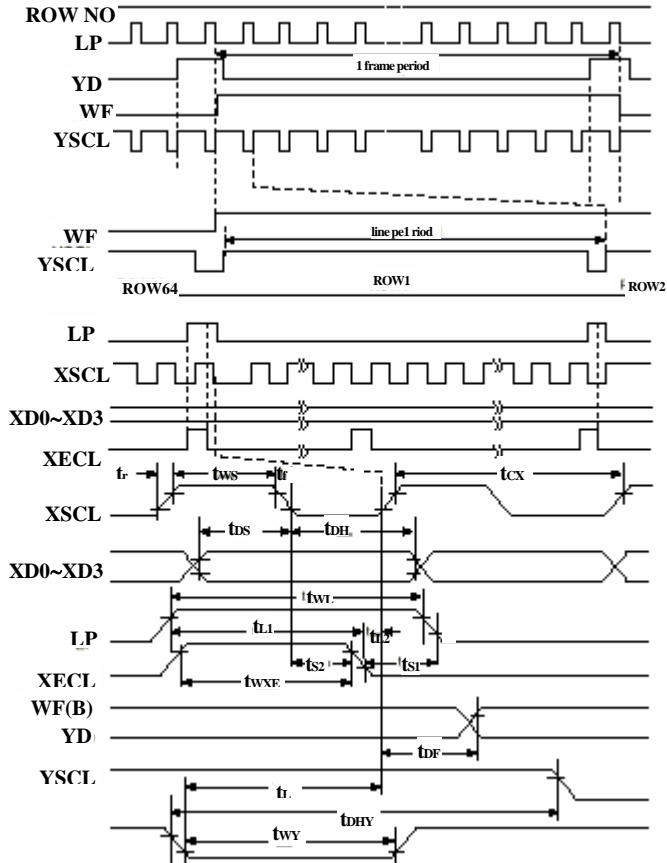 ROW NO
LP
1 frame period
YD
WF
YSCL
WF
line pe1 riod
YSCL
ROW64 ROW1 ROW2
LP
XSCL
XD0~XD3
XECL
tr tWS tf tCX
XSCL
tDS tDH
XD0~XD3
tWL
LP tL1 tL2
tS2 tS1
XECL tWXE
WF(B)
YD
tDF
YSCL
tL
tDHY
tWY